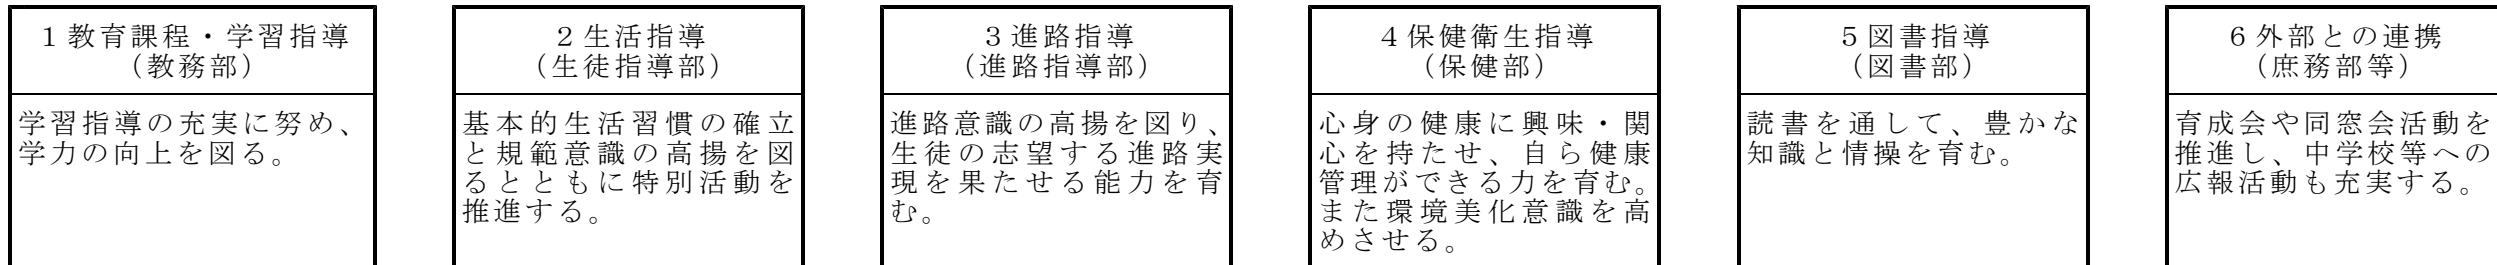 1教育課程・学習指導
(教務部)
学習指導の充実に努め、
学力の向上を図る。
2生活指導
(生徒指導部)
基本的生活習慣の確立
と規範意識の高揚を図
るとともに特別活動を
推進する。
3進路指導
(進路指導部)
進路意識の高揚を図り、
生徒の志望する進路実
現を果たせる能力を育
む。
4保健衛生指導
(保健部)
心身の健康に興味・関
心を持たせ、自ら健康
管理ができる力を育む。
また環境美化意識を高
めさせる。
5図書指導
(図書部)
読書を通して、豊かな
知識と情操を育む。
6外部との連携
(庶務部等)
育成会や同窓会活動を
推進し、中学校等への
広報活動も充実する。